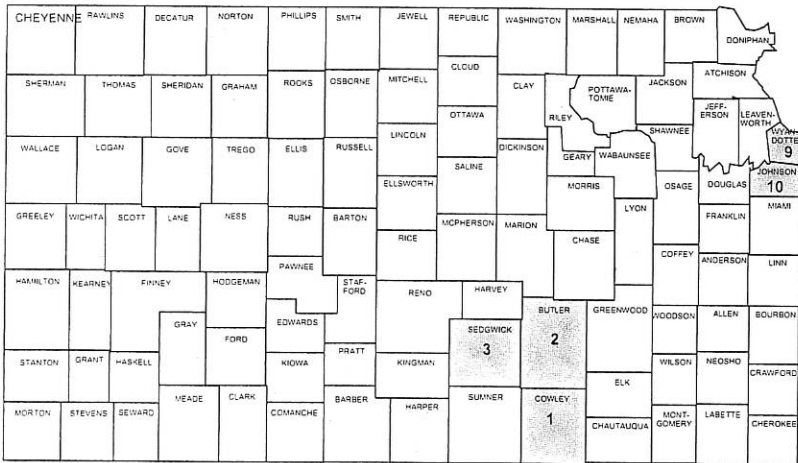 CHEYENNE
RAWLINS
DECATUR
NORTON
PHILLIPS
SMITH
JEWELL
REPUBLIC
WASHINGTON
MARSHALL
NEMAHA
BROWN
DONIPHAN
SHERMAN
THOMAS
SHERIDAN
GRAHAM
ROOKS
OSBORNE
MITCHELL
CLOUD
CLAY
RILEY
POTTAWA-
TOMIE
JACKSON
ATCHISON
JEFF-
ERSON
LEAVEN-
WORTH
WYAN-
DOTTE
9
WALLACE
LOGAN
GOVE
TREGO
ELLIS
RUSSELL
LINCOLN
OTTAWA
SALINE
DICKINSON
GEARY
WABAUNSEE
SHAWNEE
OSAGE
DOUGLAS
JOHNSON
10
ELLSWORTH
MORRIS
LYON
FRANKLIN
MIAMI
GREELEY
WICHITA
SCOTT
LANE
NESS
RUSH
BARTON
RICE
MCPHERSON
MARION
CHASE
COFFEY
ANDERSON
LINN
HAMILTON
KEARNEY
FINNEY
HODGEMAN
PAWNEE
STAF-
FORD
RENO
HARVEY
BUTLER
2
GREENWOOD
WOODSON
ALLEN
BOURBON
GRAY
FORD
EDWARDS
SEDGWICK
3
STANTON
GRANT
HASKELL
KIOWA
PRATT
KINGMAN
ELK
WILSON
NEOSHO
CRAWFORD
MORTON
STEVENS
SEWARD
MEADE
CLARK
COMANCHE
BARBER
HARPER
SUMNER
COWLEY
1
CHAUTAUQUA
MONT-
GOMERY
LABETTE
CHEROKEE